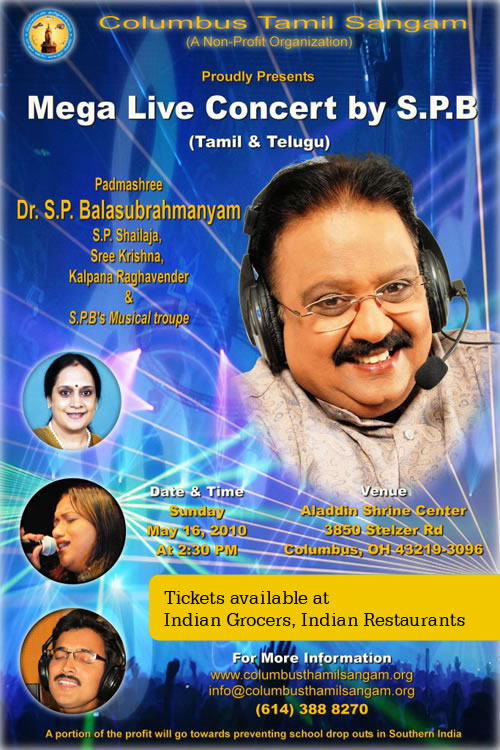 Columbus Tamil Sangam
(A Non-Profit Organization)
Proudly Presents
Mega Live Concert by S.P.B
(Tamil & Telugu)
Padmashree
Dr. S.P. Balasubrahmanyam
S.P. Shailaja,
Sree Krishna,
Kalpana Raghavender
&
S.P.B's Musical troupe
Date & Time
Sunday
May 16, 2010
At 2:30 PM
Venue
Aladdin Shrine Center
3850 Stelzer Rd
Columbus, OH 43219-3096
Tickets available at
Indian Grocers, Indian Restaurants
For More Information
www.columbusthamilsangam.org
info@columbusthamilsangam.org
(614) 388 8270
A portion of the profit will go towards preventing school drop outs in Southern India